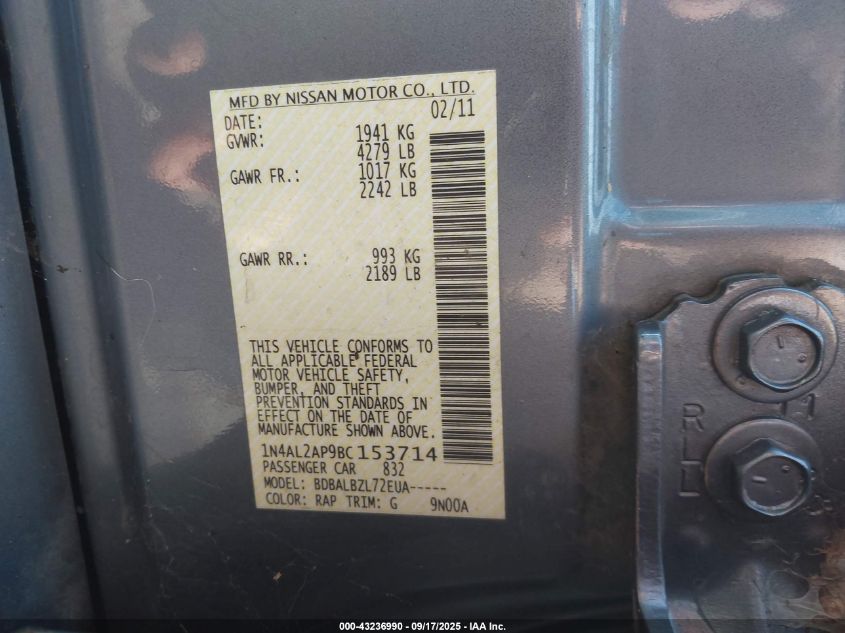 MFD BY NISSAN MOTOR CO., LTD.
DATE: 02/11
GVWR: 1941 KG
4279 LB
GAWR FR.: 1017 KG
2242 LB
GAWR RR.: 993 KG
2189 LB
THIS VEHICLE CONFORMS TO
ALL APPLICABLE FEDERAL
MOTOR VEHICLE SAFETY,
BUMPER, AND THEFT
PREVENTION STANDARDS IN
EFFECT ON THE DATE OF
MANUFACTURE SHOWN ABOVE.
1N4AL2AP9BC153714
PASSENGER CAR 832
MODEL: BDBALBZL72EUA-----
COLOR: RAP TRIM: G 9N00A
RLL
11
000-43236990 - 09/17/2025 - IAA Inc.